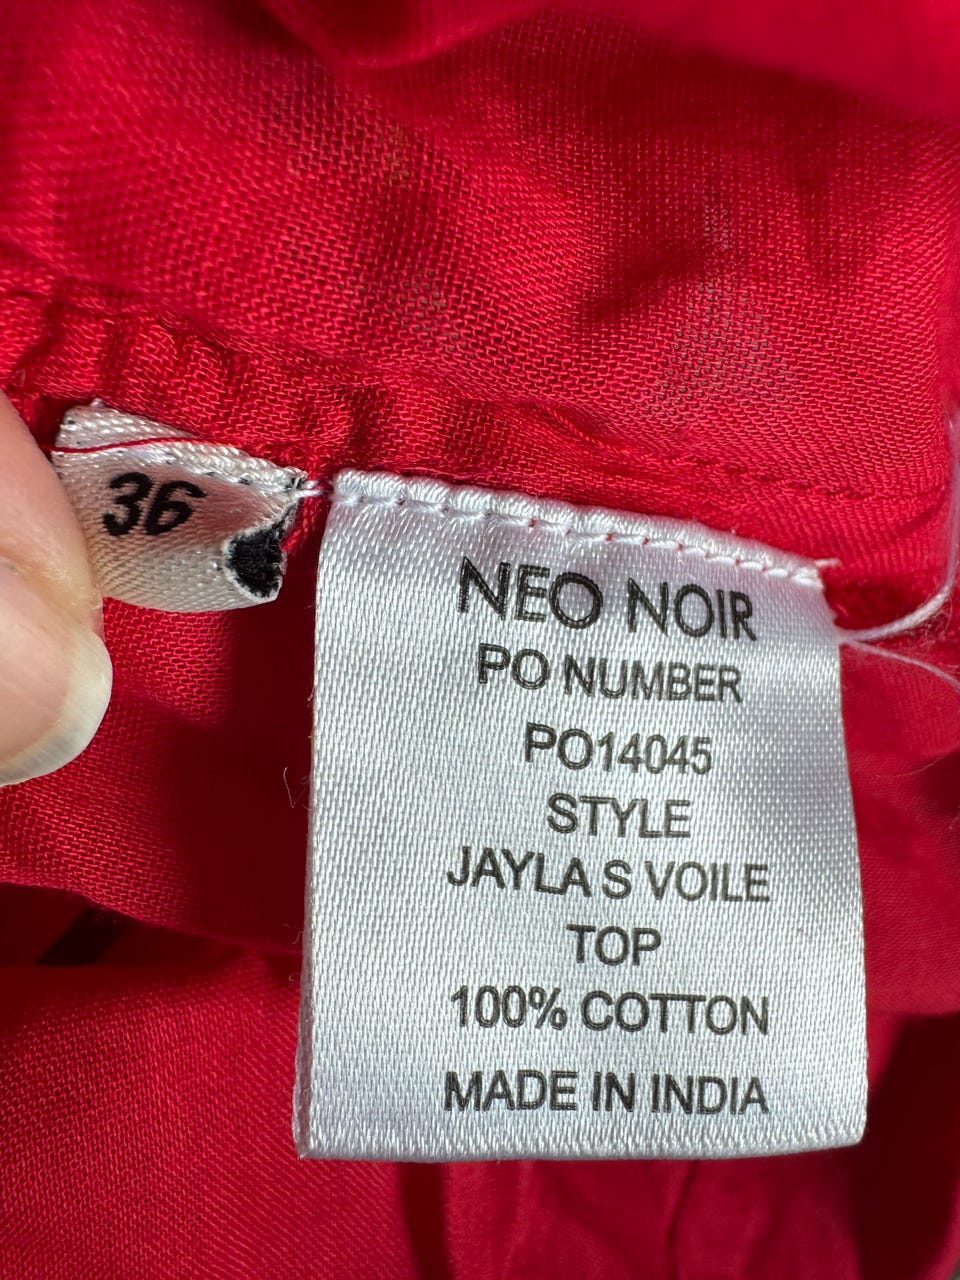 36
NEO NOIR
PO NUMBER
PO14045
STYLE
JAYLA S VOILE
TOP
100% COTTON
MADE IN INDIA